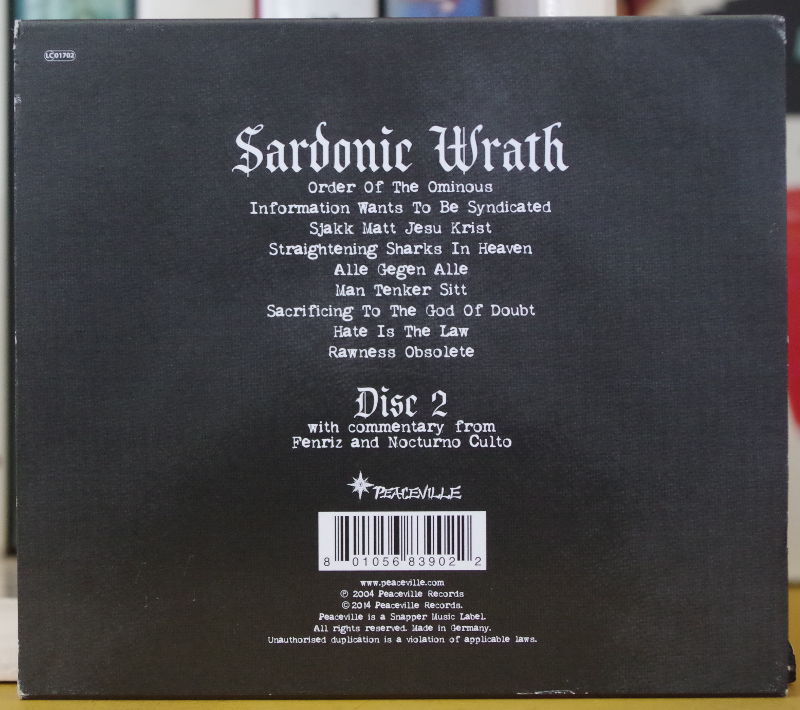 LC01702
Sardonic Wrath
Order Of The Ominous
Information Wants To Be Syndicated
Sjakk Matt Jesu Krist
Straightening Sharks In Heaven
Alle Gegen Alle
Man Tenker Sitt
Sacrificing To The God Of Doubt
Hate Is The Law
Rawness Obsolete
Disc 2
with commentary from
Fenriz and Nocturno Culto
PEACEVILLE
8 01056 83902 2
www.peaceville.com
℗ 2004 Peaceville Records
© 2014 Peaceville Records.
Peaceville is a Snapper Music Label.
All rights reserved. Made in Germany.
Unauthorised duplication is a violation of applicable laws.